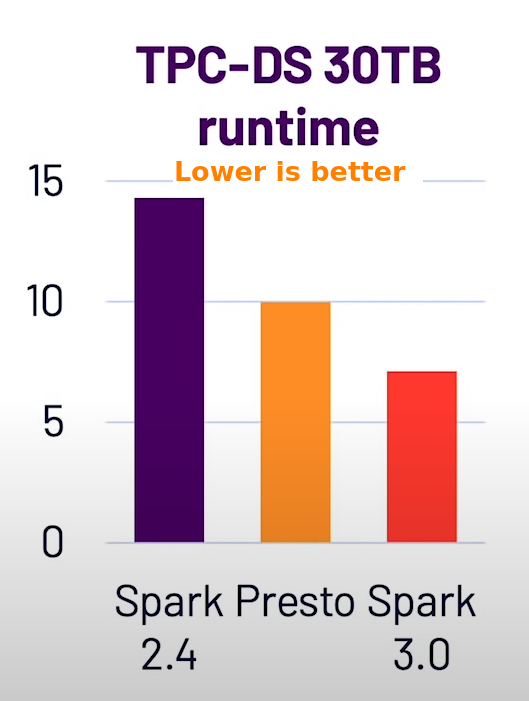 TPC-DS 30TB
runtime
Lower is better
15
10
5
0
Spark Presto Spark
2.4 3.0